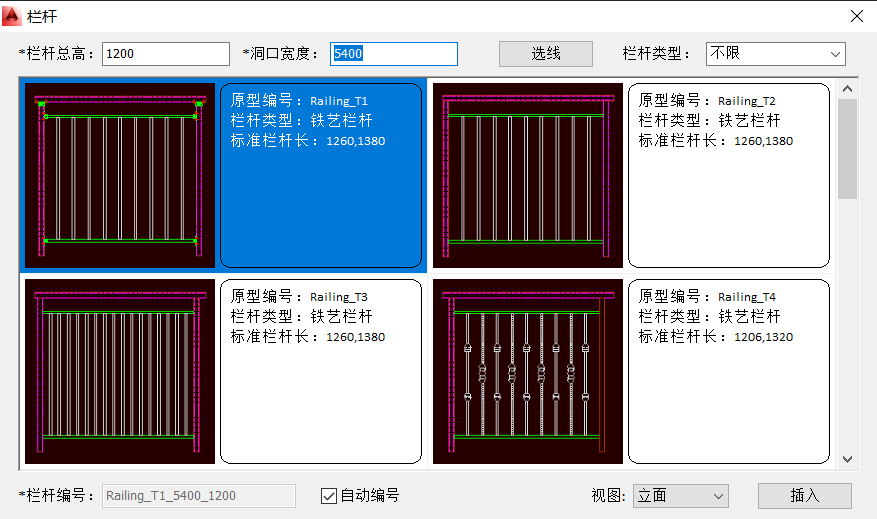 栏杆
*栏杆总高： 1200 *洞口宽度： 5400 选线 栏杆类型： 不限
原型编号：Railing_T1
栏杆类型：铁艺栏杆
标准栏杆长：1260,1380
原型编号：Railing_T2
栏杆类型：铁艺栏杆
标准栏杆长：1260,1380
原型编号：Railing_T3
栏杆类型：铁艺栏杆
标准栏杆长：1260,1380
原型编号：Railing_T4
栏杆类型：铁艺栏杆
标准栏杆长：1206,1320
*栏杆编号： Railing_T1_5400_1200 自动编号 视图: 立面 插入